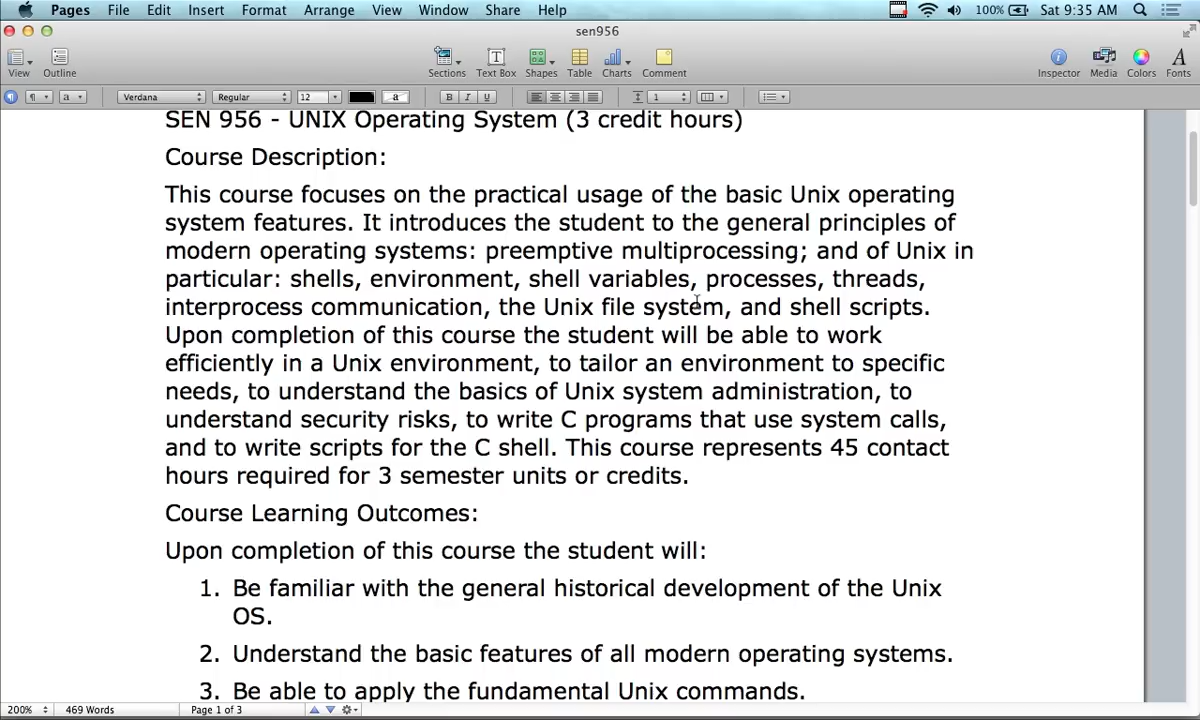 Pages File Edit Insert Format Arrange View Window Share Help 100% Sat 9:35 AM
sen956
View Outline Sections Text Box Shapes Table Charts Comment Inspector Media Colors Fonts
a Verdana Regular 12 a B I U 1
SEN 956 - UNIX Operating System (3 credit hours)
Course Description:
This course focuses on the practical usage of the basic Unix operating
system features. It introduces the student to the general principles of
modern operating systems: preemptive multiprocessing; and of Unix in
particular: shells, environment, shell variables, processes, threads,
interprocess communication, the Unix file system, and shell scripts.
Upon completion of this course the student will be able to work
efficiently in a Unix environment, to tailor an environment to specific
needs, to understand the basics of Unix system administration, to
understand security risks, to write C programs that use system calls,
and to write scripts for the C shell. This course represents 45 contact
hours required for 3 semester units or credits.
Course Learning Outcomes:
Upon completion of this course the student will:
1. Be familiar with the general historical development of the Unix
OS.
2. Understand the basic features of all modern operating systems.
3. Be able to apply the fundamental Unix commands.
200% 469 Words Page 1 of 3